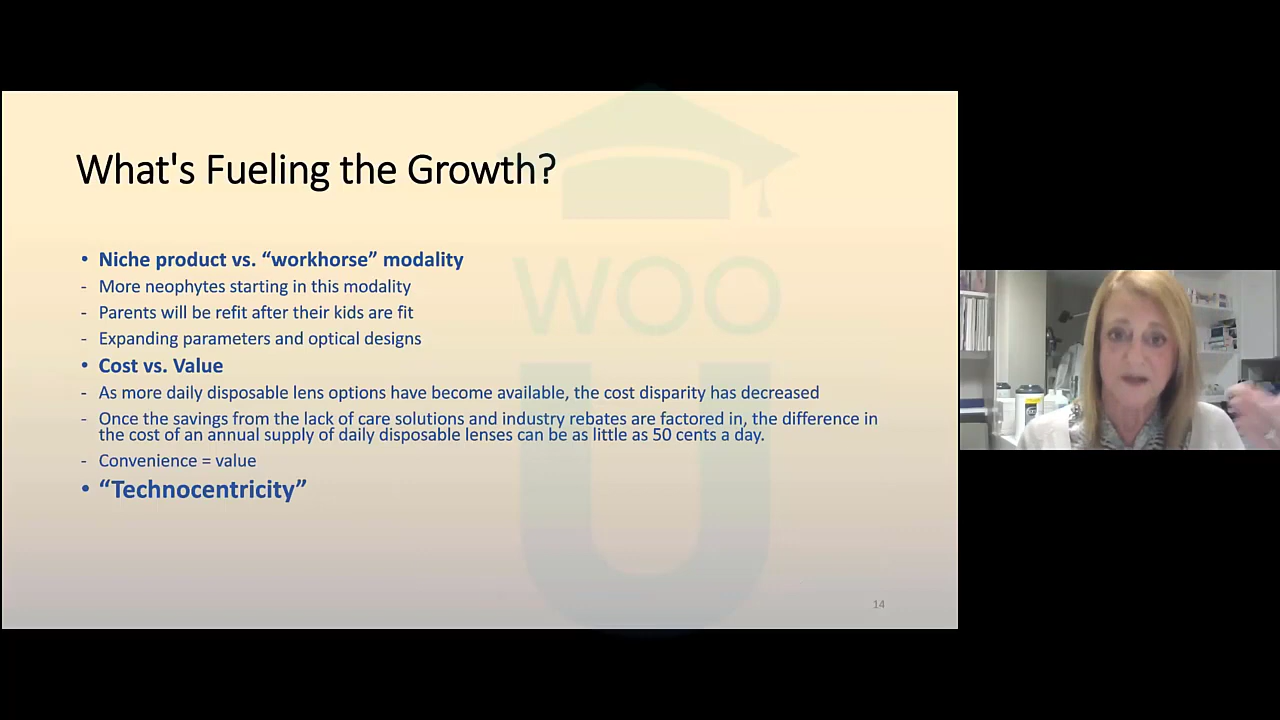 What's Fueling the Growth?
• Niche product vs. “workhorse” modality
- More neophytes starting in this modality
- Parents will be refit after their kids are fit
- Expanding parameters and optical designs
• Cost vs. Value
- As more daily disposable lens options have become available, the cost disparity has decreased
- Once the savings from the lack of care solutions and industry rebates are factored in, the difference in
the cost of an annual supply of daily disposable lenses can be as little as 50 cents a day.
- Convenience = value
• “Technocentricity”
WOO
U
14